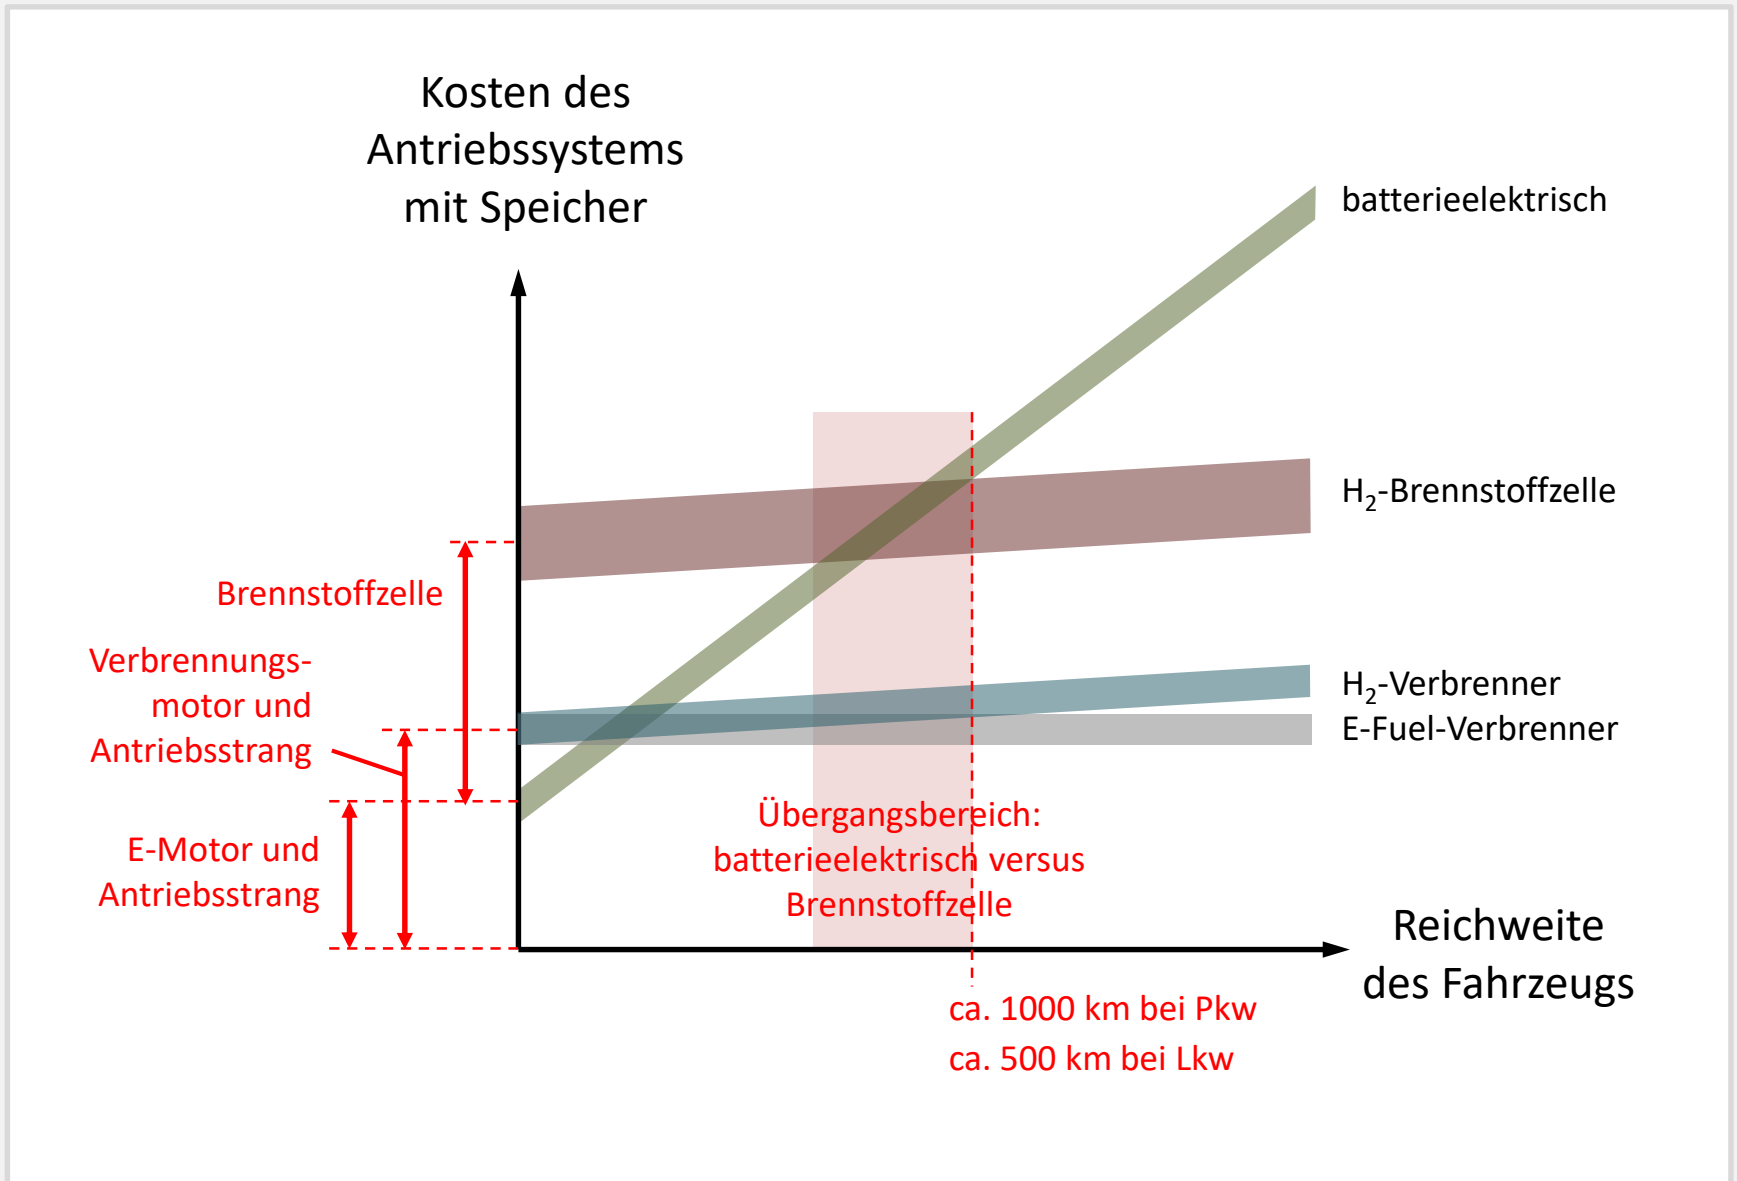 Kosten des
Antriebssystems
mit Speicher
batterieelektrisch
H₂-Brennstoffzelle
Brennstoffzelle
Verbrennungs-
motor und
Antriebsstrang
H₂-Verbrenner
E-Fuel-Verbrenner
E-Motor und
Antriebsstrang
Übergangsbereich:
batterieelektrisch versus
Brennstoffzelle
Reichweite
des Fahrzeugs
ca. 1000 km bei Pkw
ca. 500 km bei Lkw